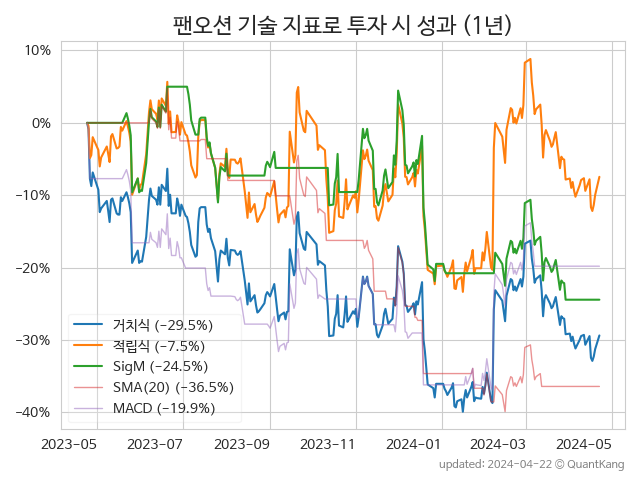 팬오션 기술 지표로 투자 시 성과 (1년)
10%
0%
−10%
−20%
−30%
−40%
거치식 (−29.5%)
적립식 (−7.5%)
SigM (−24.5%)
SMA(20) (−36.5%)
MACD (−19.9%)
2023-05 2023-07 2023-09 2023-11 2024-01 2024-03 2024-05
updated: 2024-04-22 © QuantKang